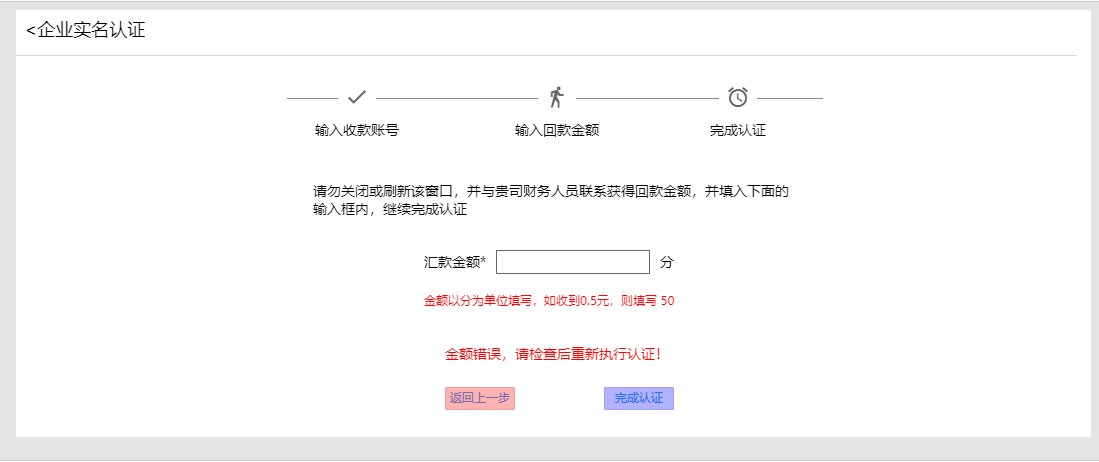 <企业实名认证
输入收款账号
输入回款金额
完成认证
请勿关闭或刷新该窗口，并与贵司财务人员联系获得回款金额，并填入下面的
输入框内，继续完成认证
汇款金额* 分
金额以分为单位填写，如收到0.5元，则填写 50
金额错误，请检查后重新执行认证！
返回上一步
完成认证